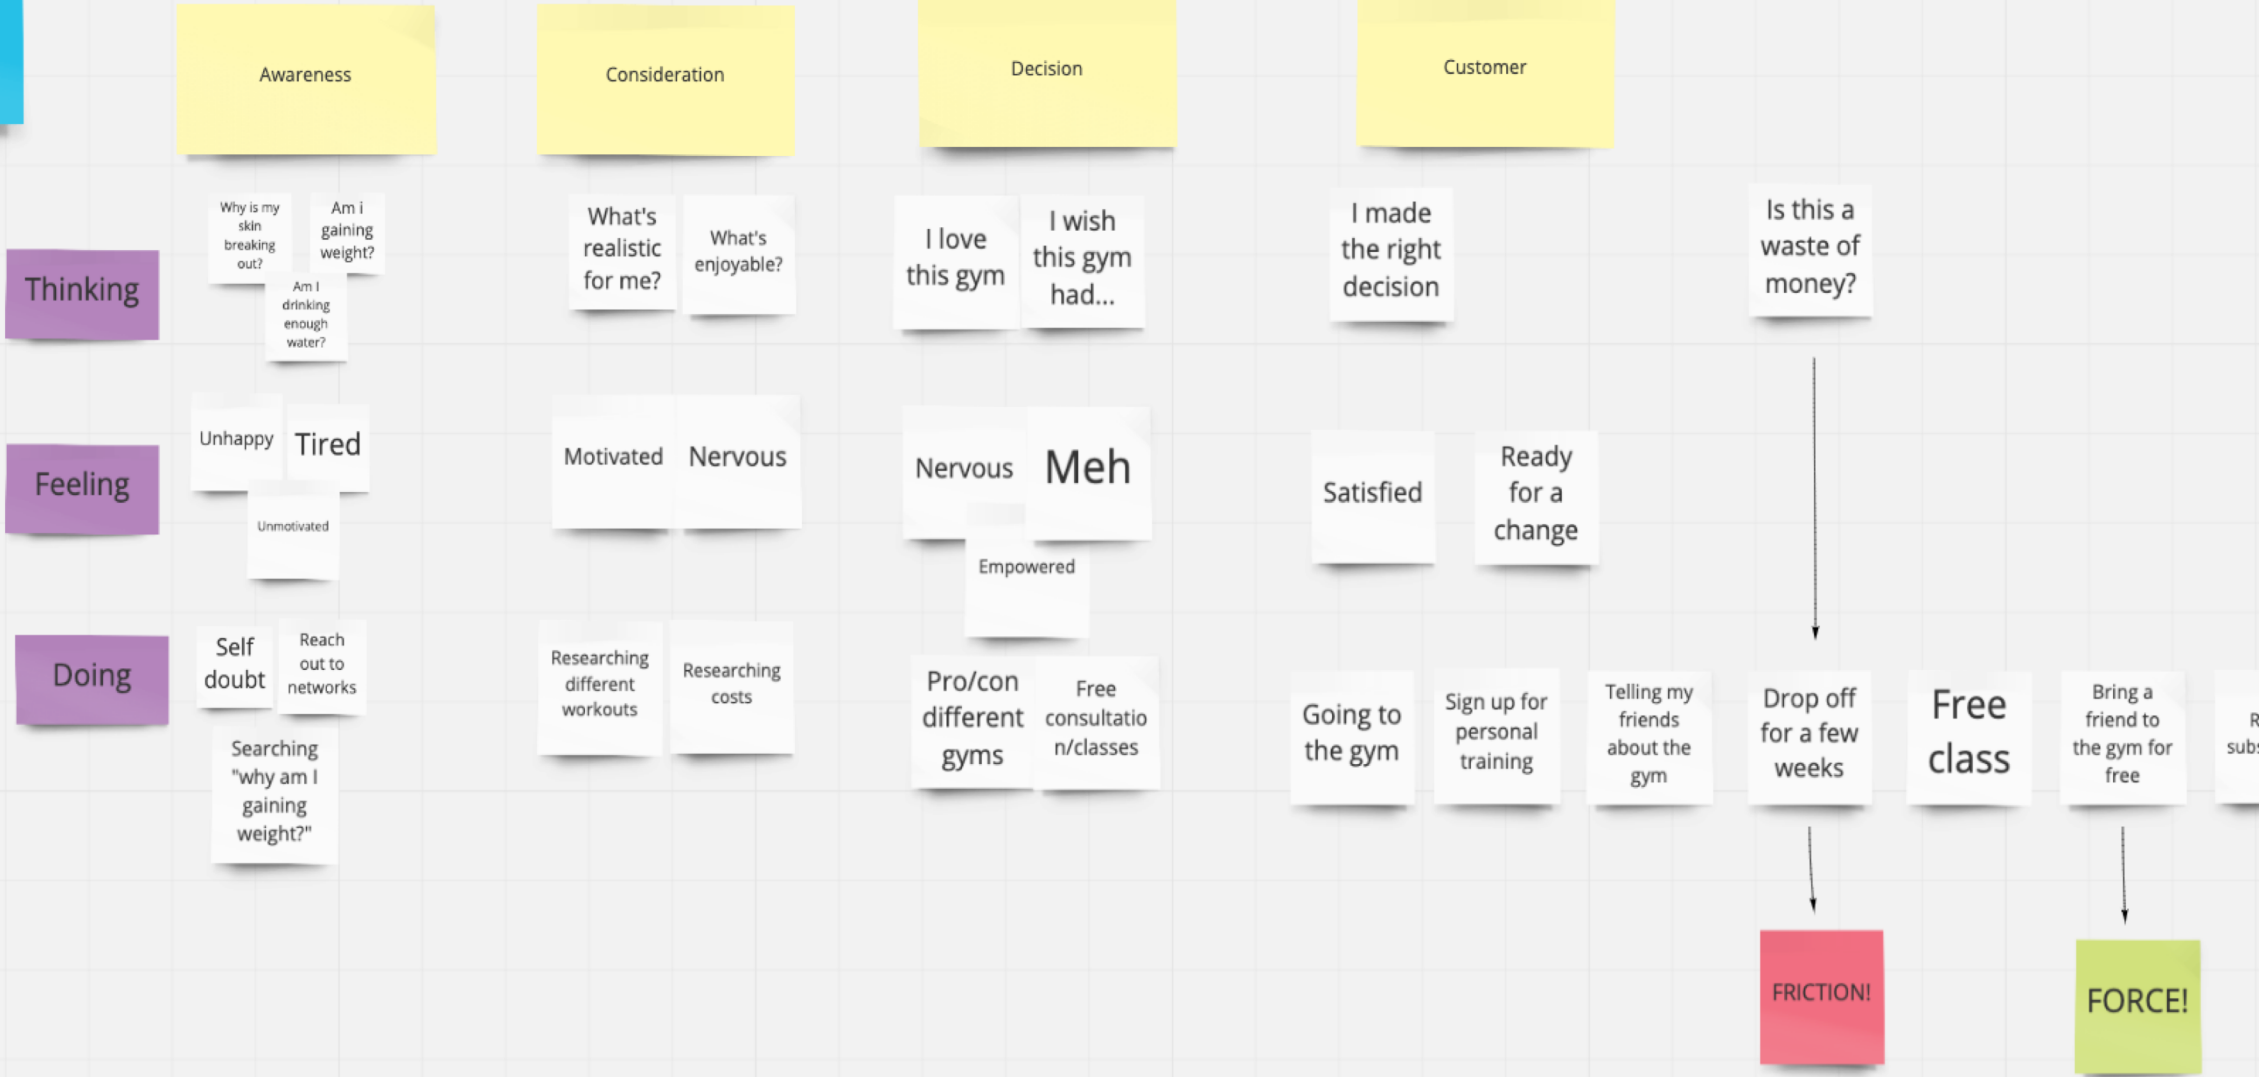 Awareness
Consideration
Decision
Customer
Thinking
Why is my
skin
breaking
out?
Am i
gaining
weight?
Am I
drinking
enough
water?
What's
realistic
for me?
What's
enjoyable?
I love
this gym
I wish
this gym
had...
I made
the right
decision
Is this a
waste of
money?
Feeling
Unhappy
Tired
Unmotivated
Motivated
Nervous
Nervous
Meh
Empowered
Satisfied
Ready
for a
change
Doing
Self
doubt
Reach
out to
networks
Searching
"why am I
gaining
weight?"
Researching
different
workouts
Researching
costs
Pro/con
different
gyms
Free
consultatio
n/classes
Going to
the gym
Sign up for
personal
training
Telling my
friends
about the
gym
Drop off
for a few
weeks
Free
class
Bring a
friend to
the gym for
free
FRICTION!
FORCE!